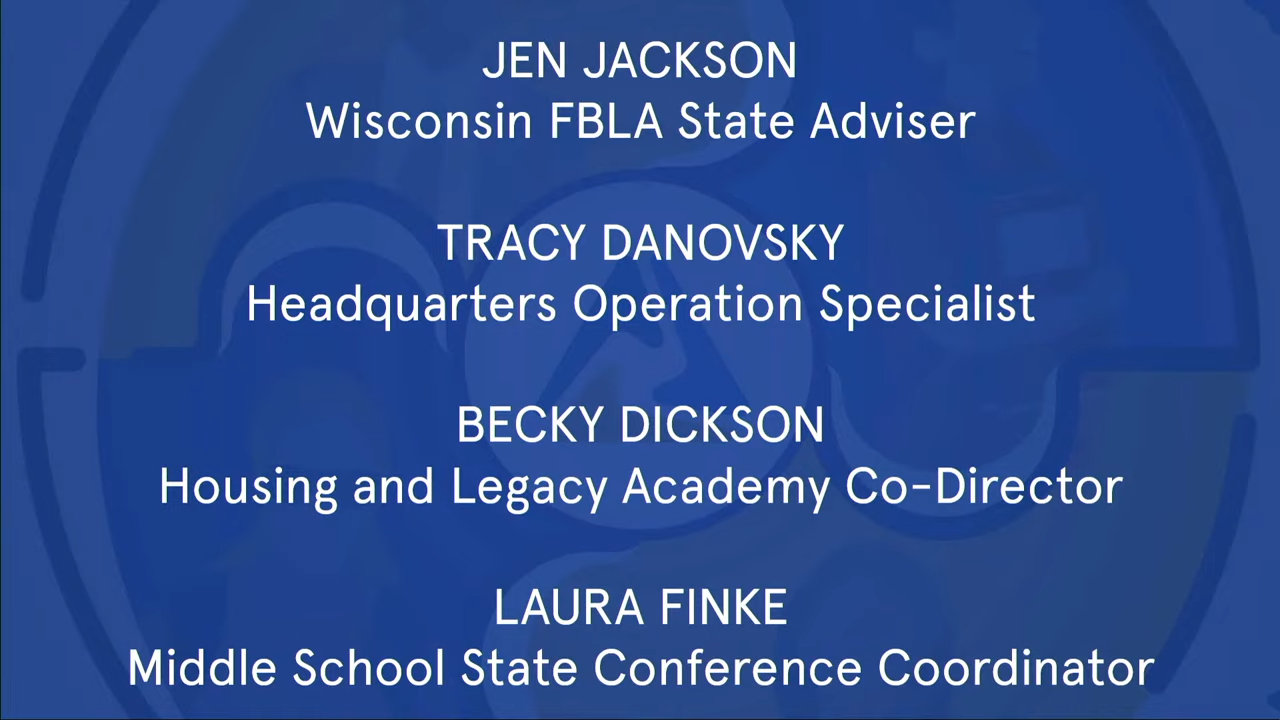 JEN JACKSON
Wisconsin FBLA State Adviser
TRACY DANOVSKY
Headquarters Operation Specialist
BECKY DICKSON
Housing and Legacy Academy Co-Director
LAURA FINKE
Middle School State Conference Coordinator